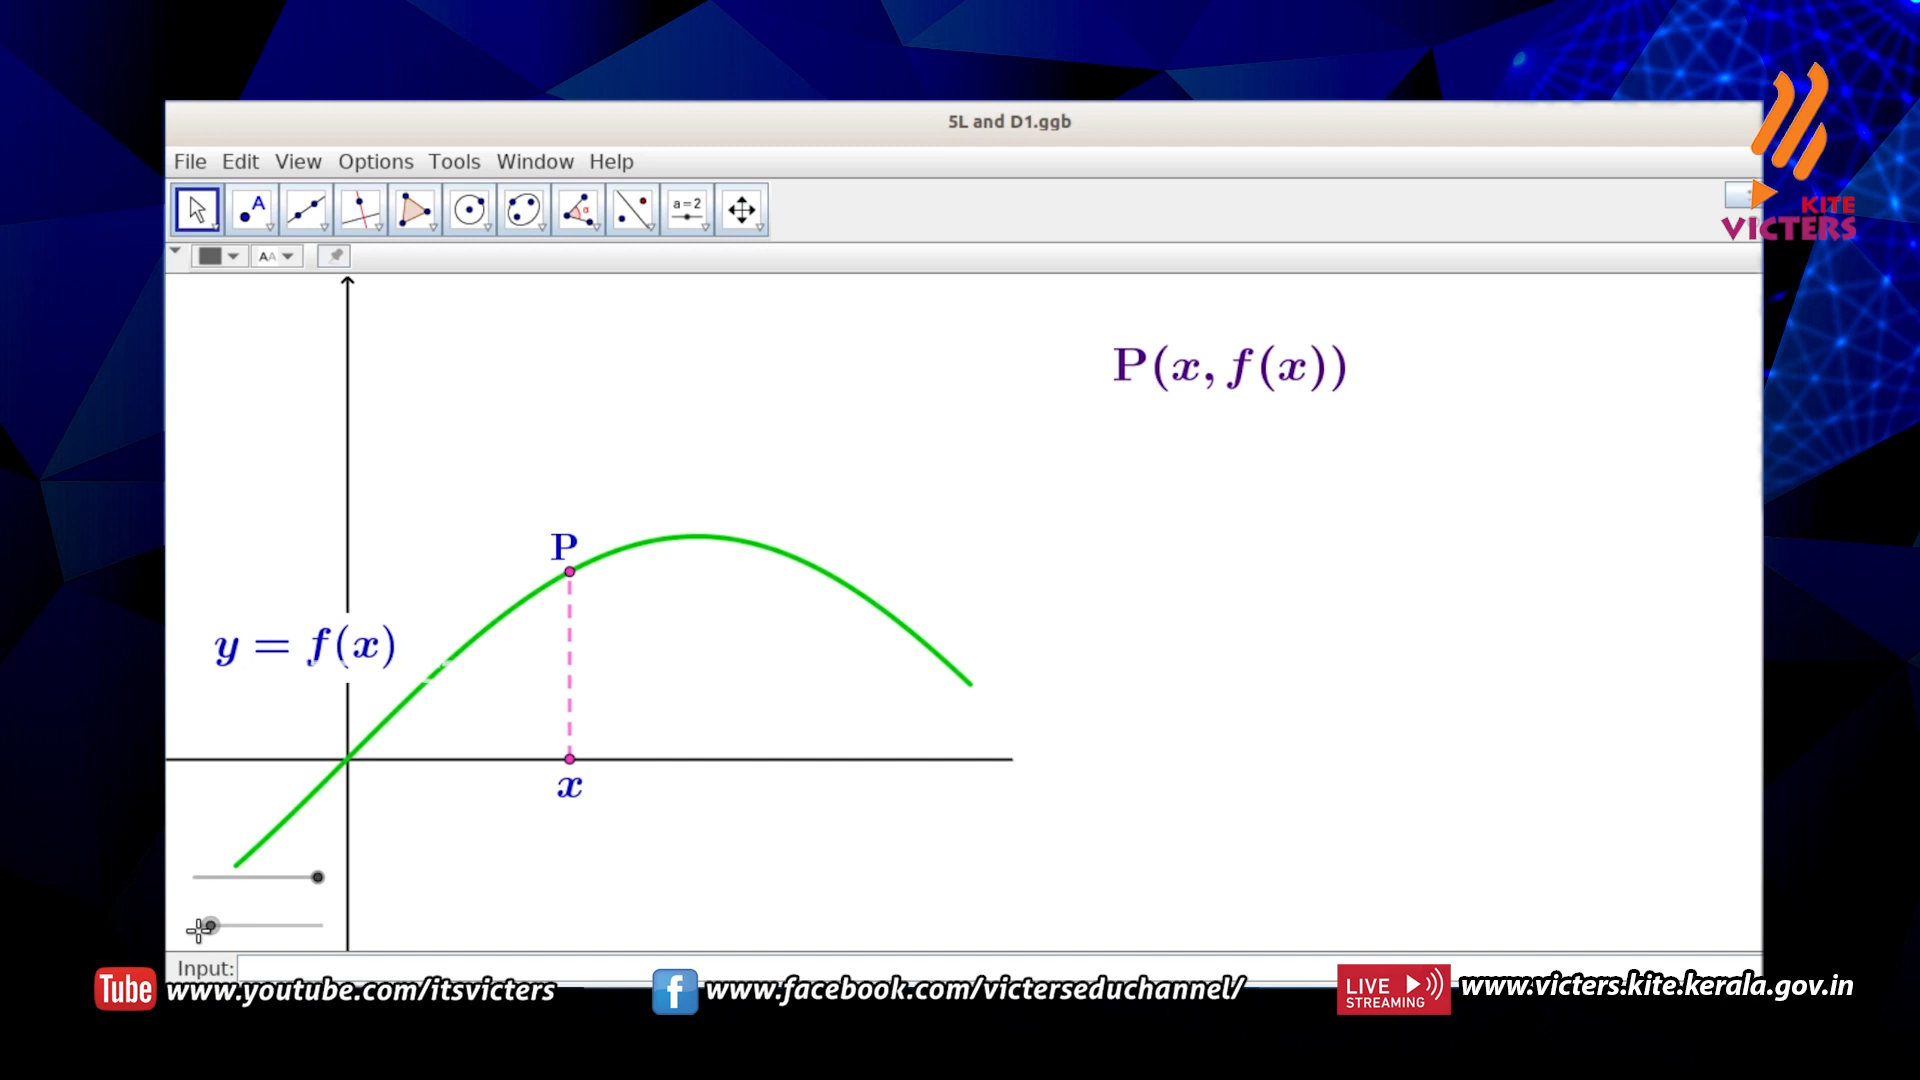 5L and D1.ggb
File Edit View Options Tools Window Help
A
a=2
α
AA
KITE
VICTERS
P(x, f(x))
P
y = f(x)
x
Input:
Tube www.youtube.com/itsvicters
f www.facebook.com/victerseduchannel/
LIVE STREAMING
www.victers.kite.kerala.gov.in